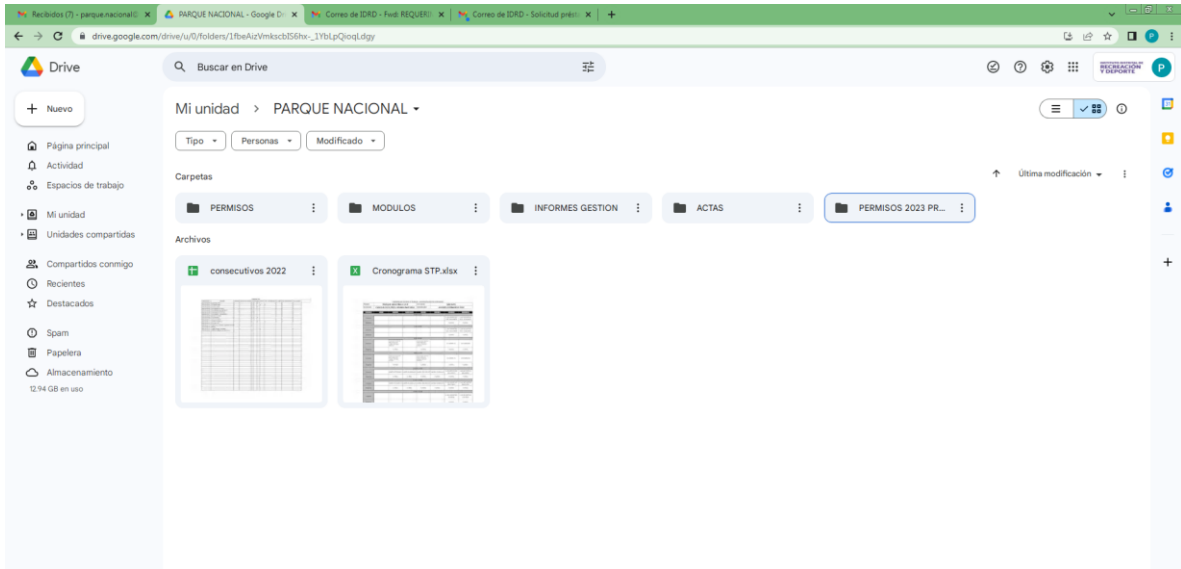 Recibidos (7) - parque.nacional@
PARQUE NACIONAL - Google D
Correo de IDRD - Fwd: REQUERI
Correo de IDRD - Solicitud prést
drive.google.com/drive/u/0/folders/1fbeAizVmkscbIS6hx-_1YbLpQioqLdgy
Drive
Buscar en Drive
RECREACIÓN
Y DEPORTE
P
Nuevo
Mi unidad > PARQUE NACIONAL
Tipo
Personas
Modificado
Página principal
Actividad
Espacios de trabajo
Mi unidad
Unidades compartidas
Compartidos conmigo
Recientes
Destacados
Spam
Papelera
Almacenamiento
12.94 GB en uso
Carpetas
Última modificación
PERMISOS
MODULOS
INFORMES GESTION
ACTAS
PERMISOS 2023 PR...
Archivos
consecutivos 2022
Cronograma STP.xlsx